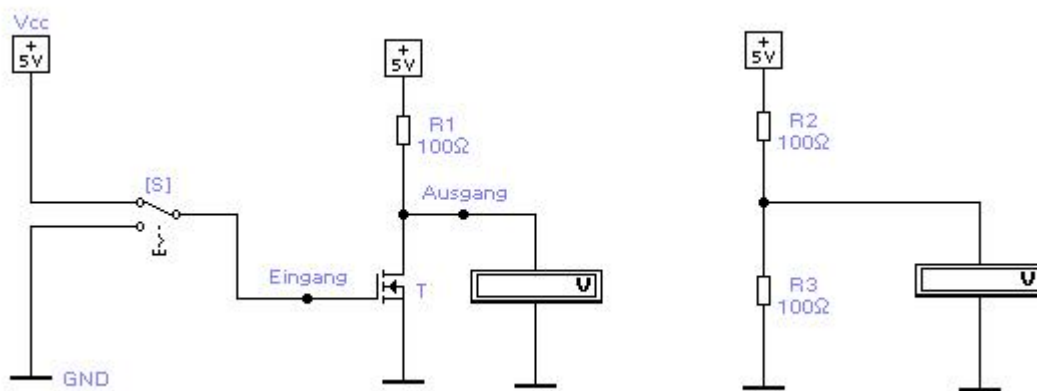 Vcc
+
5V
+
5V
+
5V
R1
100Ω
R2
100Ω
[S]
Ausgang
Eingang
T
V
V
R3
100Ω
GND